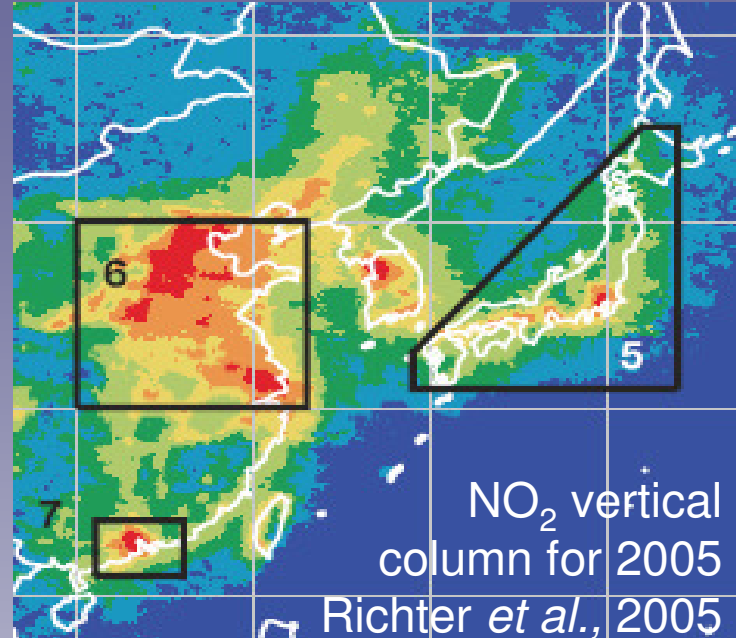 6
5
7
NO₂ vertical
column for 2005
Richter et al., 2005